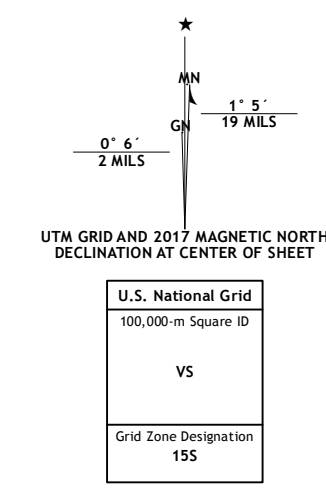 ★
MN
1° 5´
19 MILS
GN
0° 6´
2 MILS
UTM GRID AND 2017 MAGNETIC NORTH
DECLINATION AT CENTER OF SHEET
U.S. National Grid
100,000-m Square ID
VS
Grid Zone Designation
15S